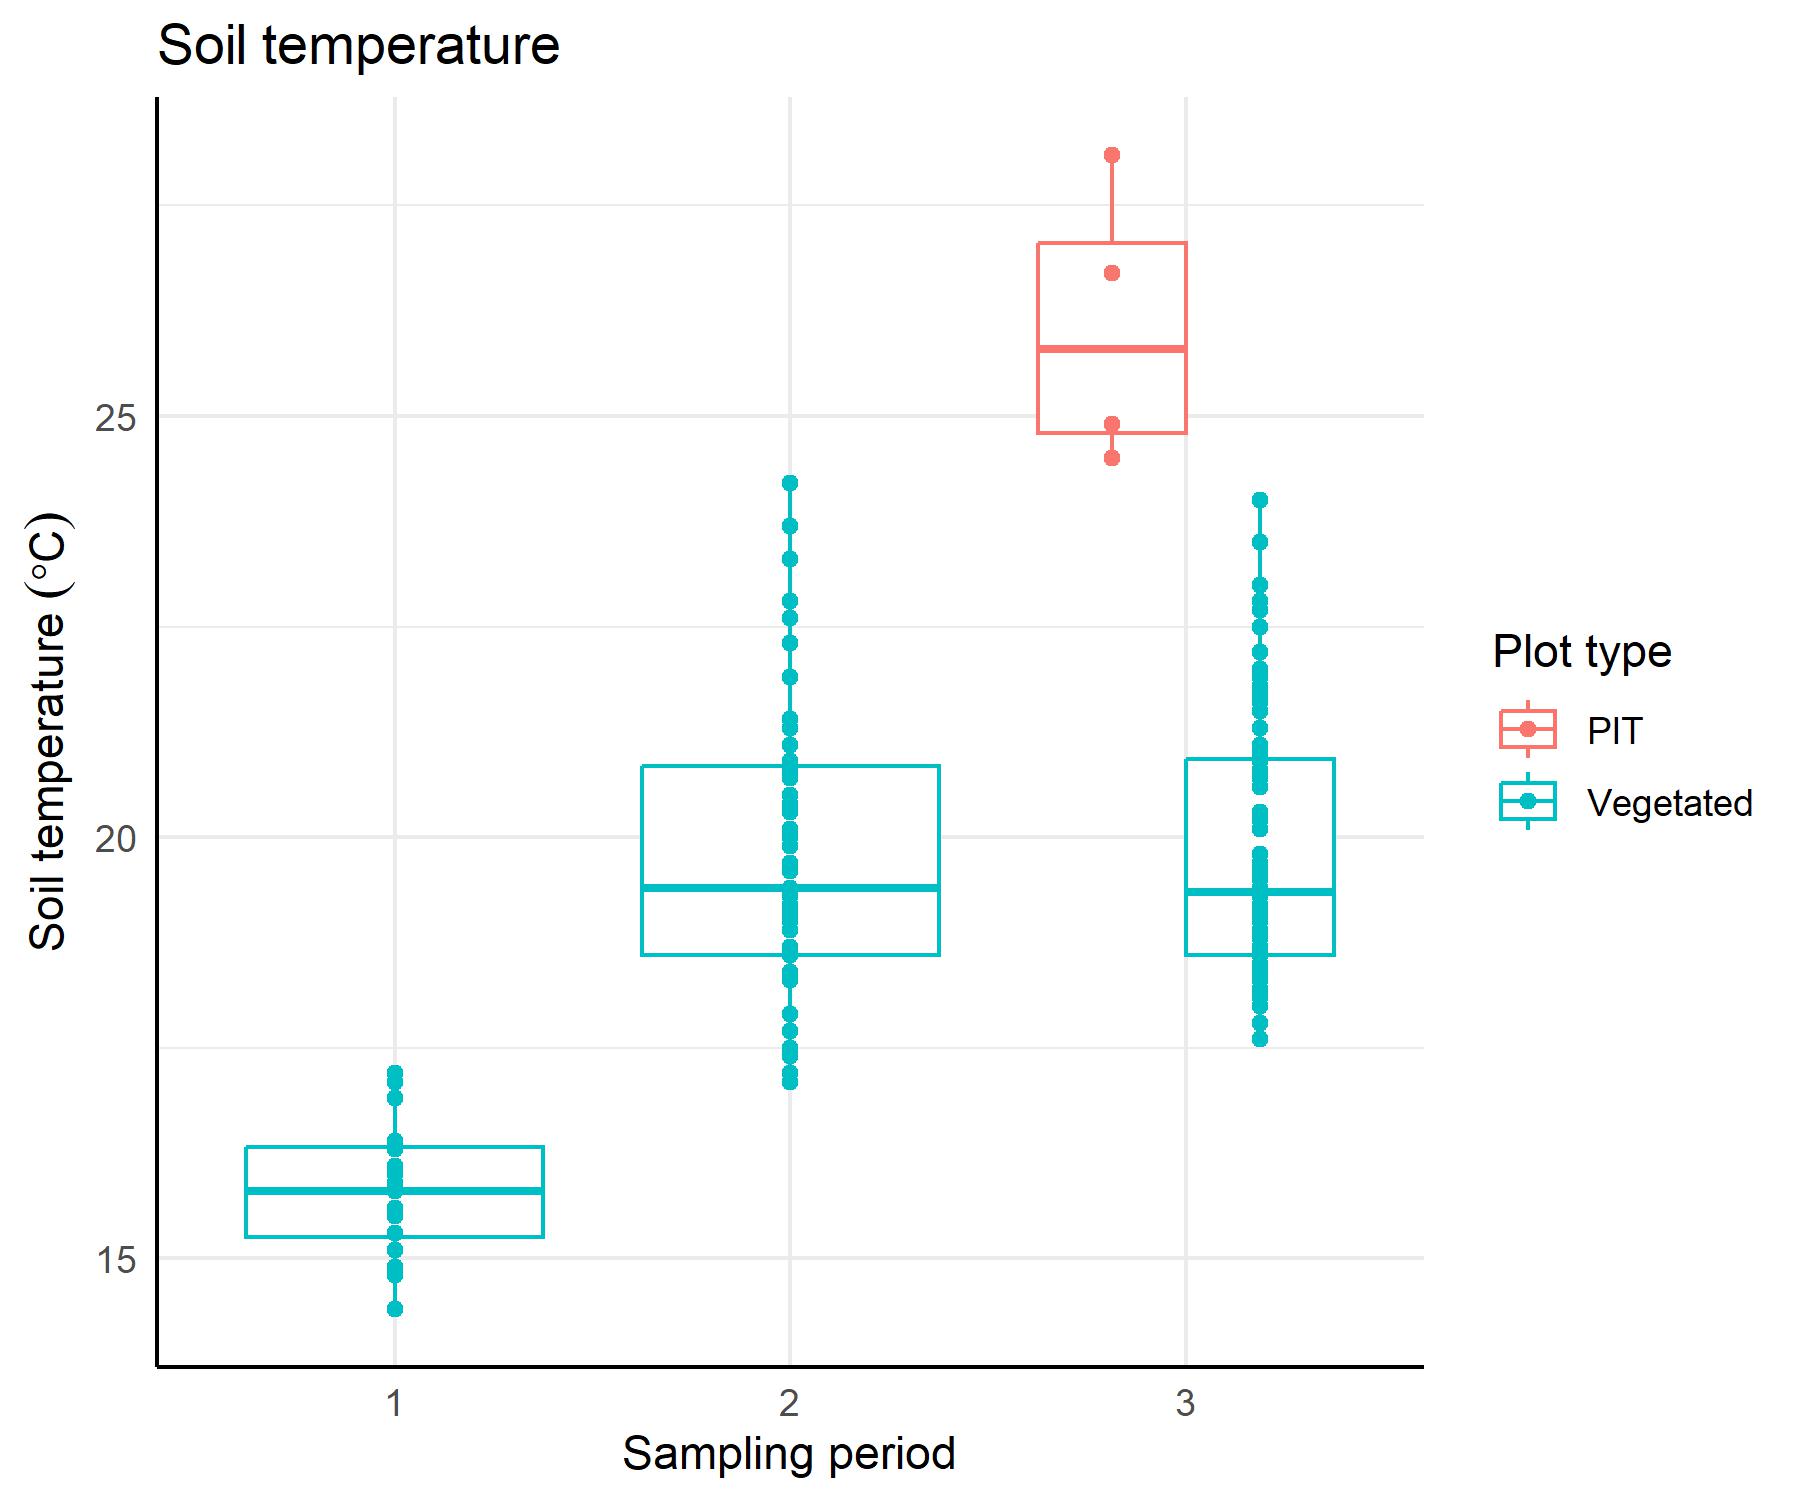 Soil temperature
Soil temperature (°C)
25
20
15
1 2 3
Sampling period
Plot type
PIT
Vegetated